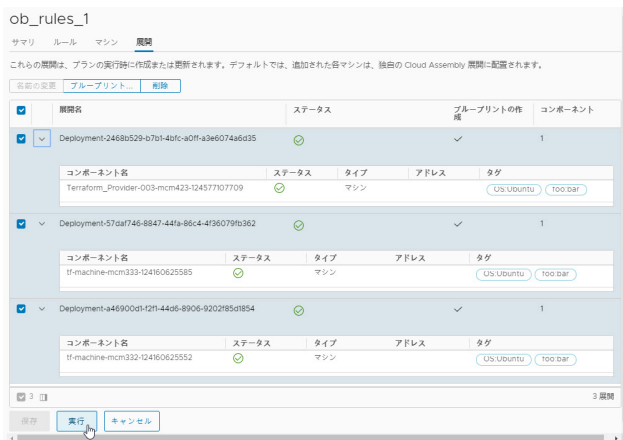 ob_rules_1
サマリ ルール マシン 展開
これらの展開は、プランの実行時に作成または更新されます。デフォルトでは、追加された各マシンは、独自の Cloud Assembly 展開に配置されます。
名前の変更 ブループリント... 削除
展開名 ステータス ブループリントの作成 コンポーネント
Deployment-2468b529-b7b1-4bfc-a0ff-a3e6074a6d35 1
コンポーネント名 ステータス タイプ アドレス タグ
Terraform_Provider-003-mcm423-124577107709 マシン OS:Ubuntu foo:bar
Deployment-57daf746-8847-44fa-86c4-4f36079fb362 1
コンポーネント名 ステータス タイプ アドレス タグ
tf-machine-mcm333-124160625585 マシン OS:Ubuntu foo:bar
Deployment-a46900d1-f2f1-44d6-8906-9202f85d1854 1
コンポーネント名 ステータス タイプ アドレス タグ
tf-machine-mcm332-124160625552 マシン OS:Ubuntu foo:bar
3 3 展開
保存 実行 キャンセル